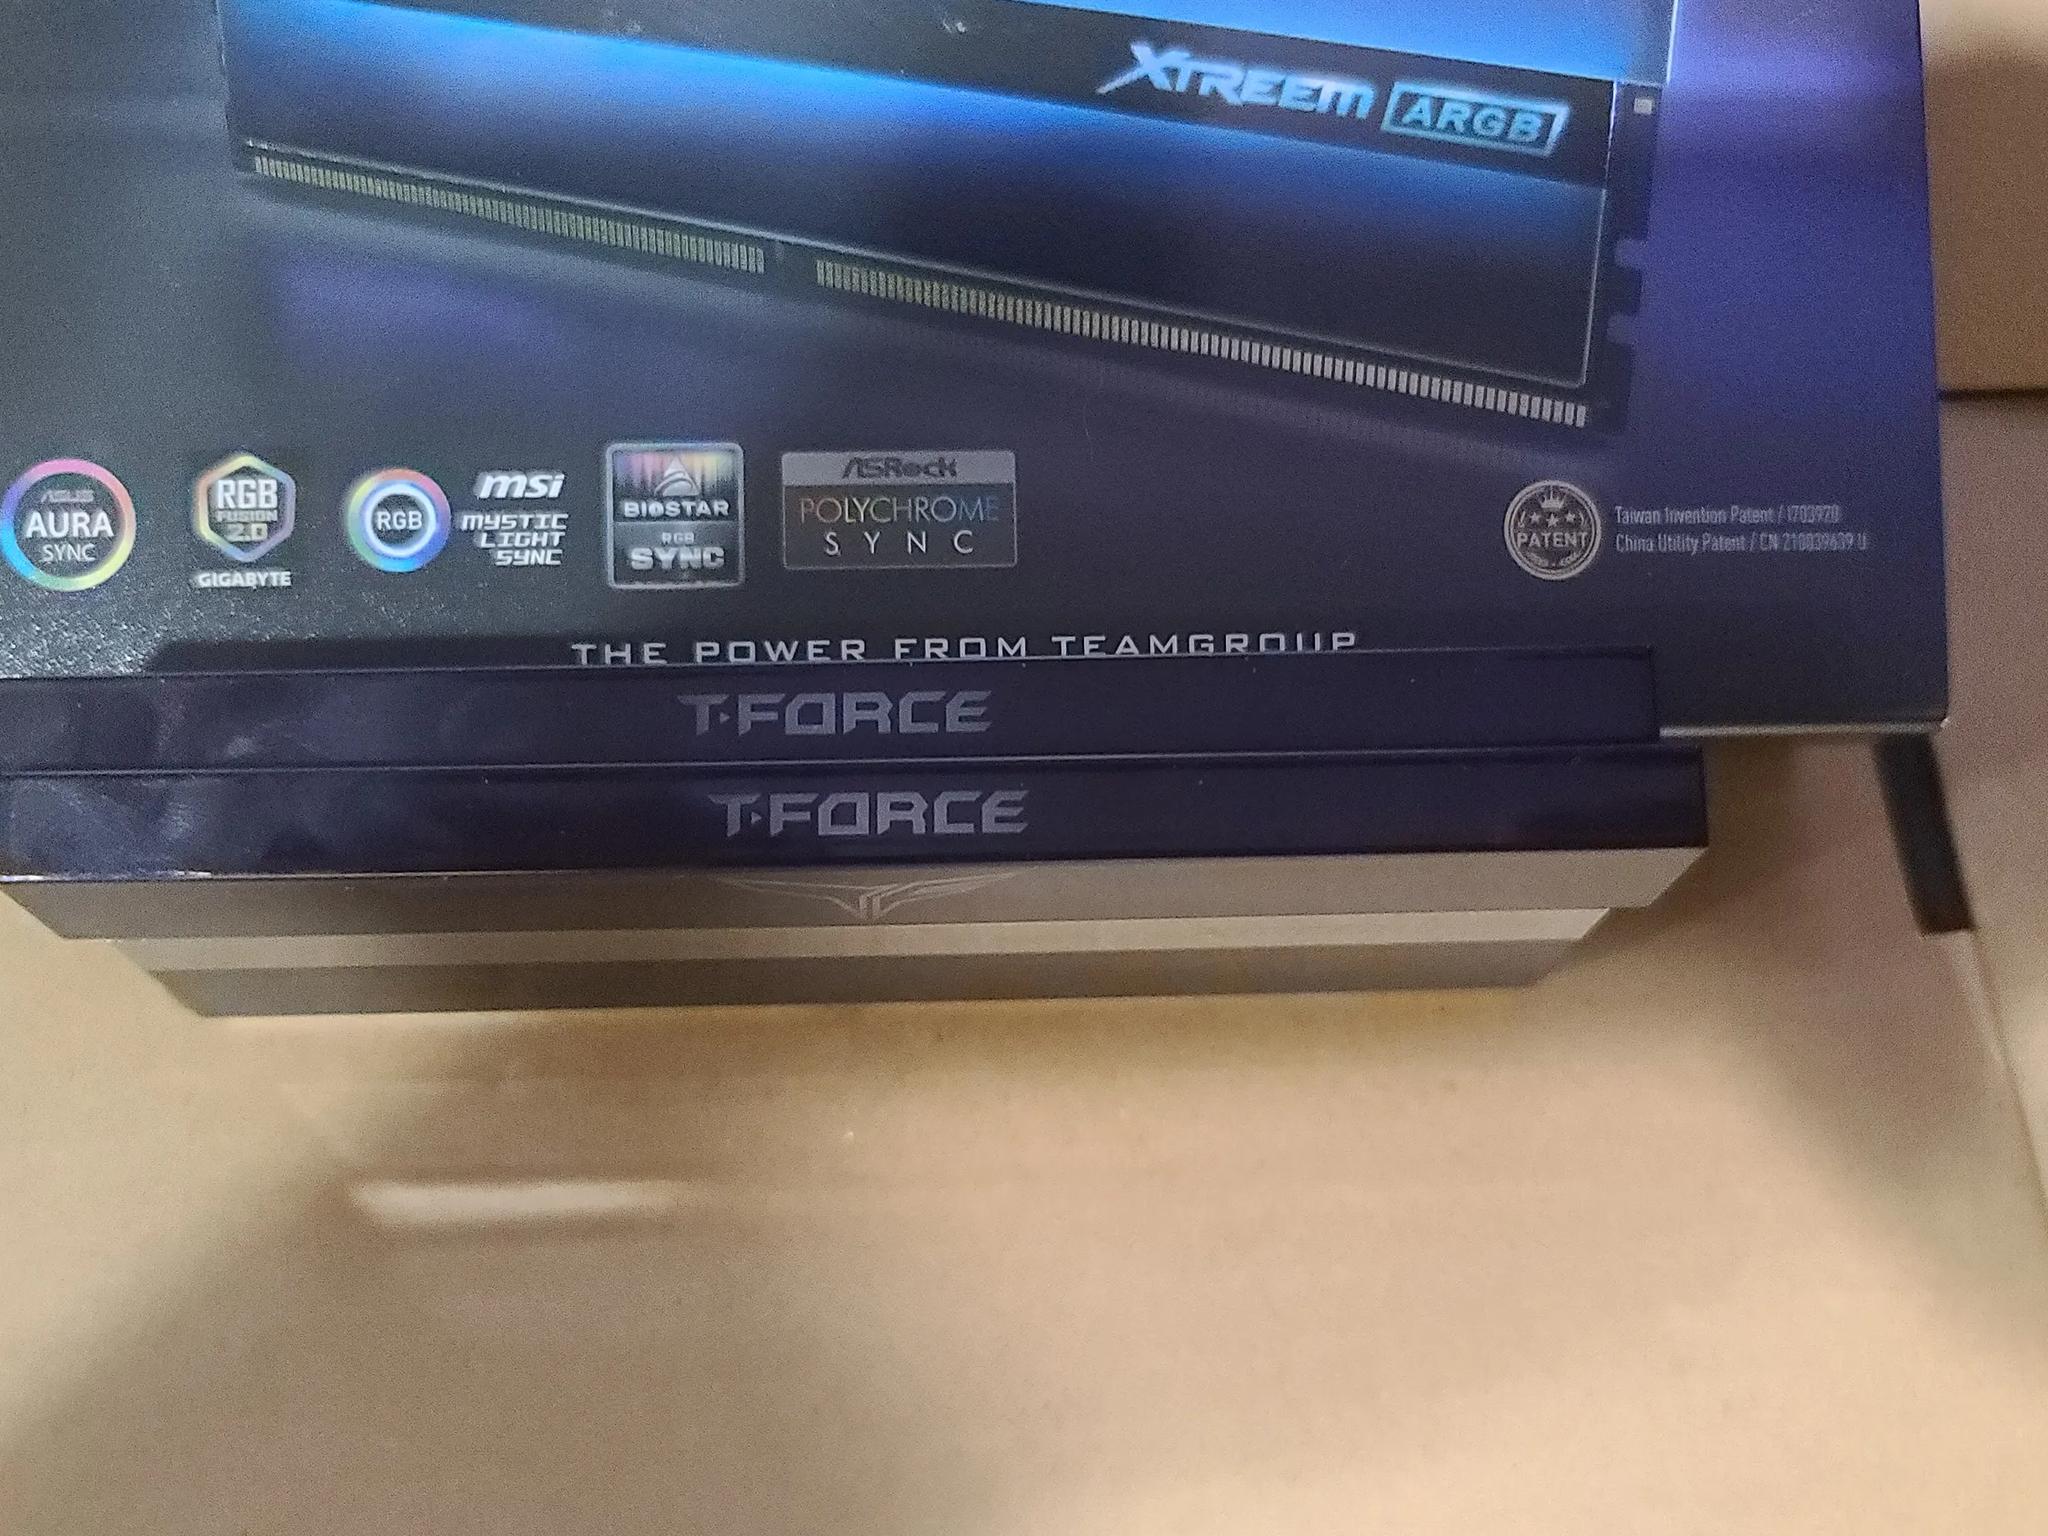 XTREEM ARGB
ASUS
AURA
SYNC
RGB
FUSION
2.0
GIGABYTE
RGB
msi
MYSTIC
LIGHT
SYNC
BIOSTAR
RGB
SYNC
ASRock
POLYCHROME
SYNC
PATENT
Taiwan Invention Patent / I703920
China Utility Patent / CN 210039639 U
THE POWER FROM TEAMGROUP
T-FORCE
T-FORCE